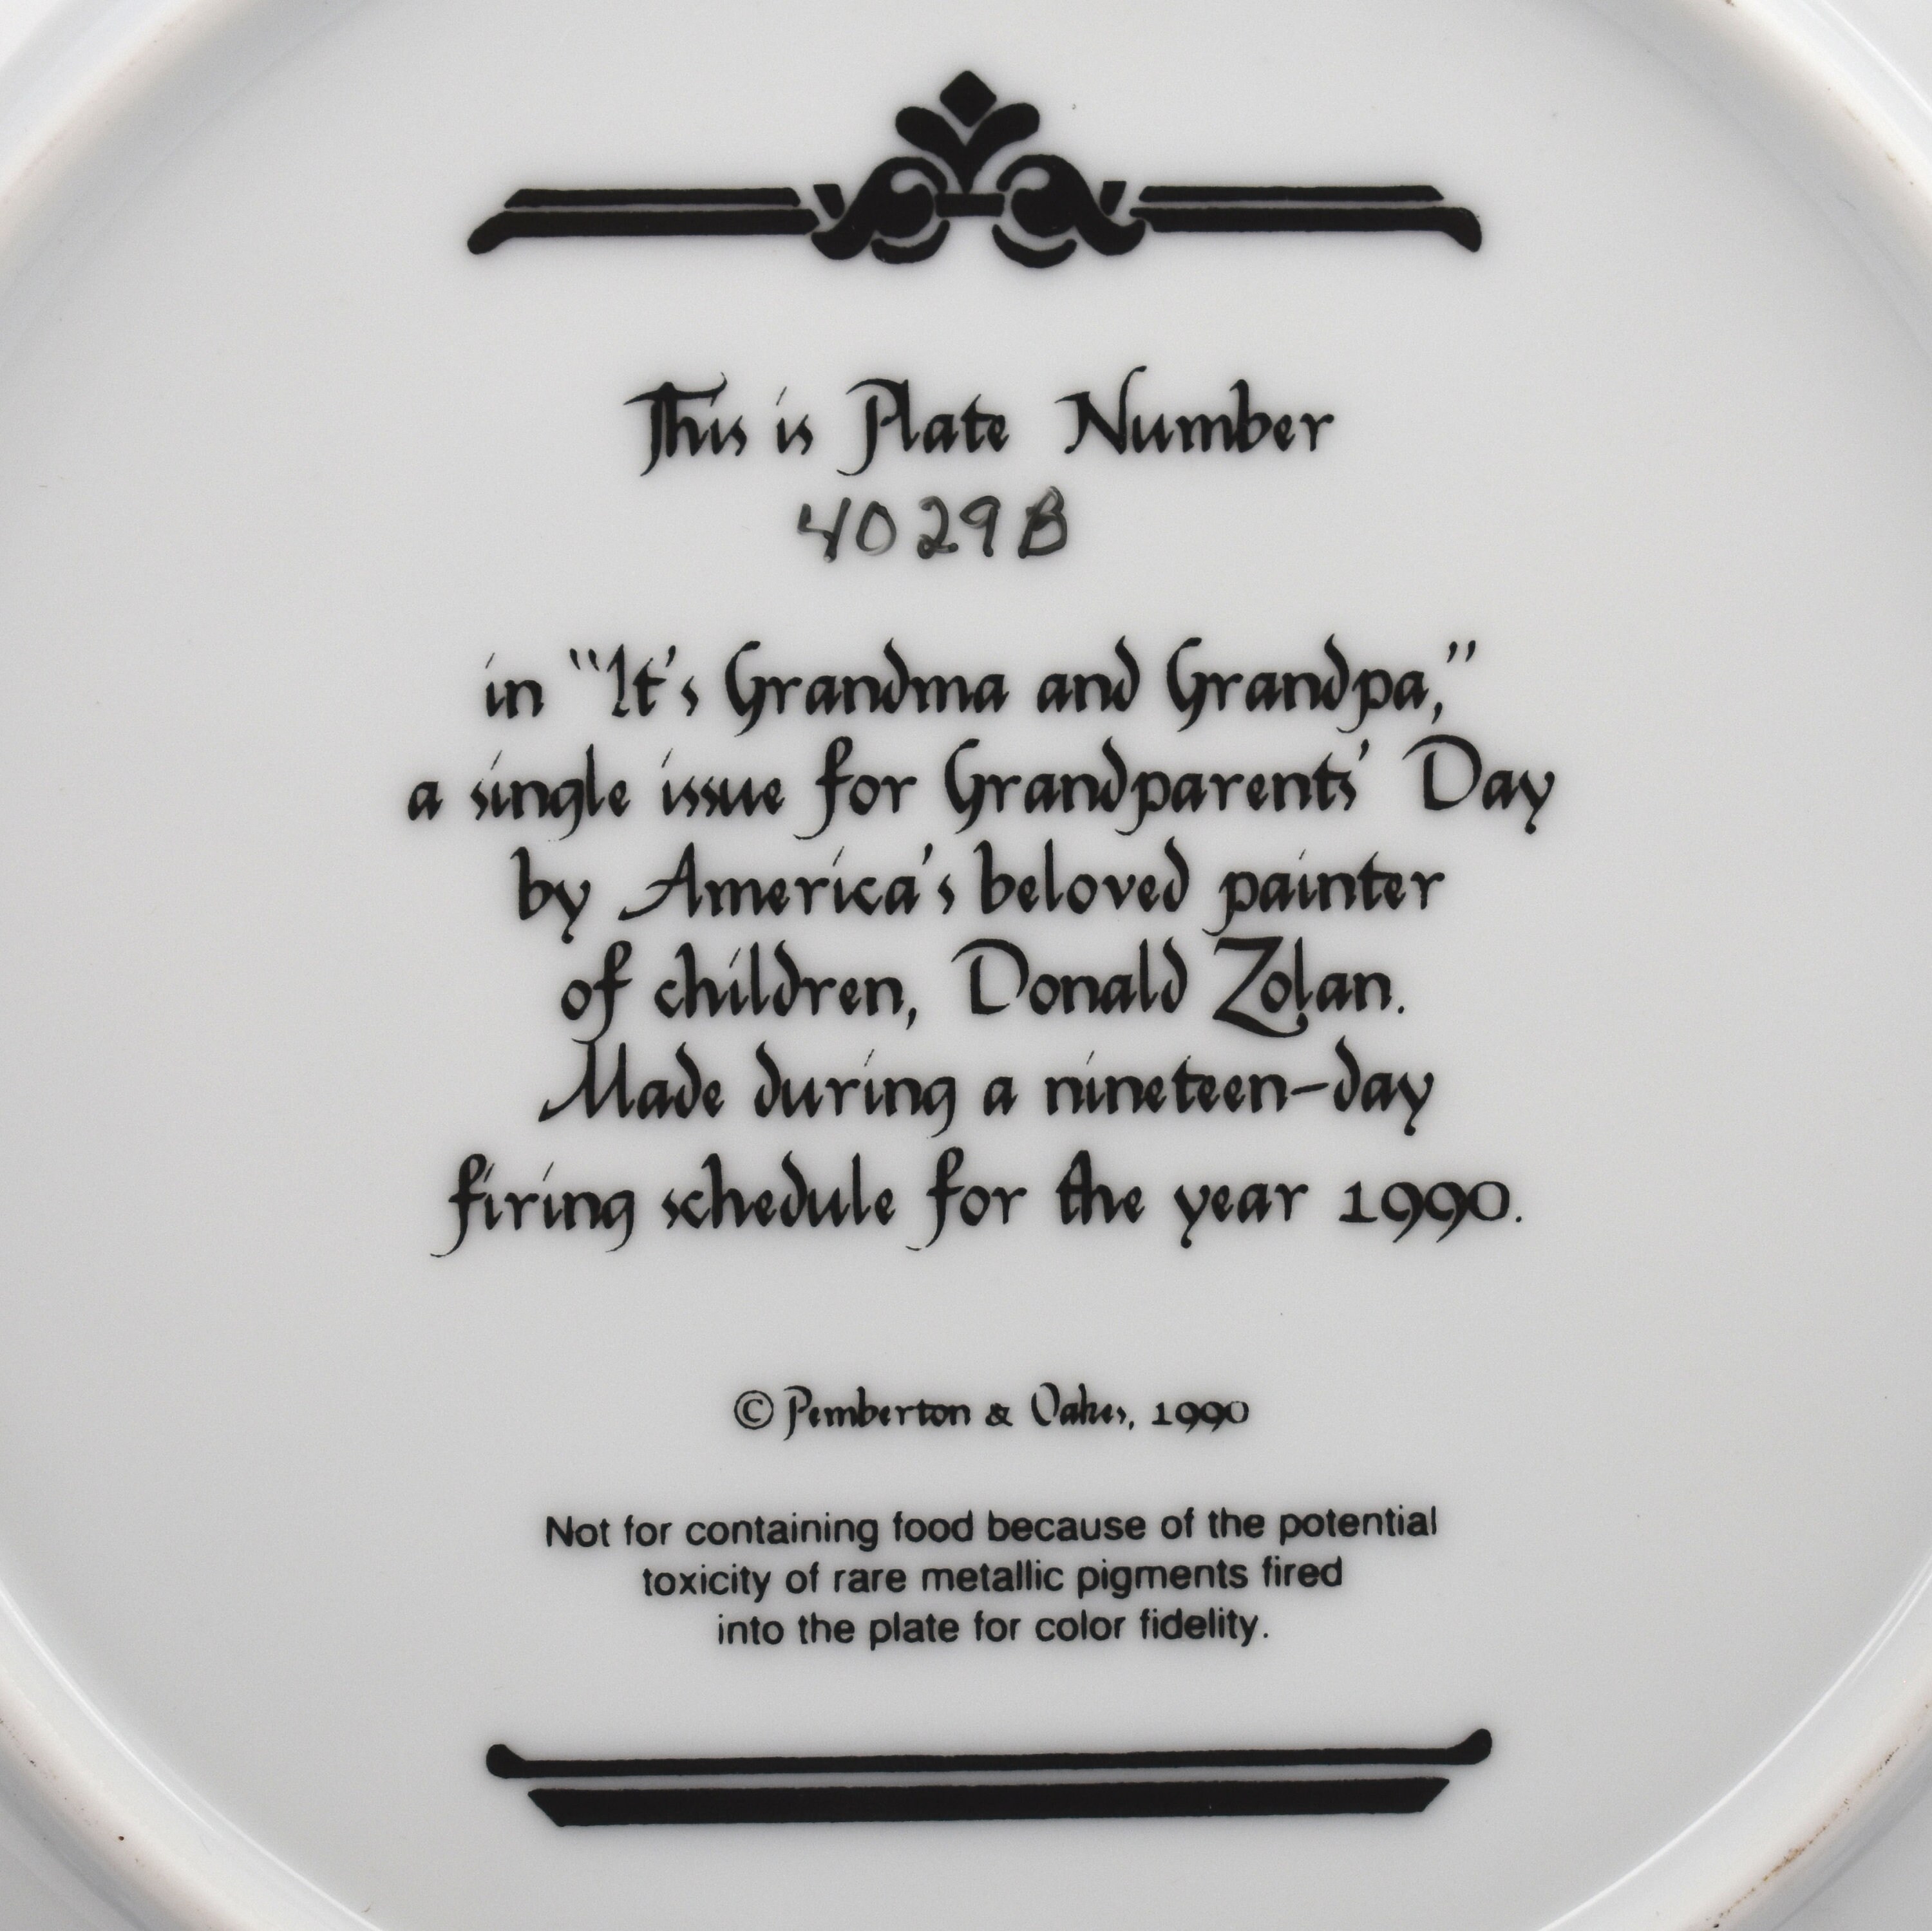 This is Plate Number
4029B
in "It's Grandma and Grandpa,"
a single issue for Grandparents' Day
by America's beloved painter
of children, Donald Zolan.
Made during a nineteen-day
firing schedule for the year 1990.
© Pemberton & Oakes, 1990
Not for containing food because of the potential
toxicity of rare metallic pigments fired
into the plate for color fidelity.